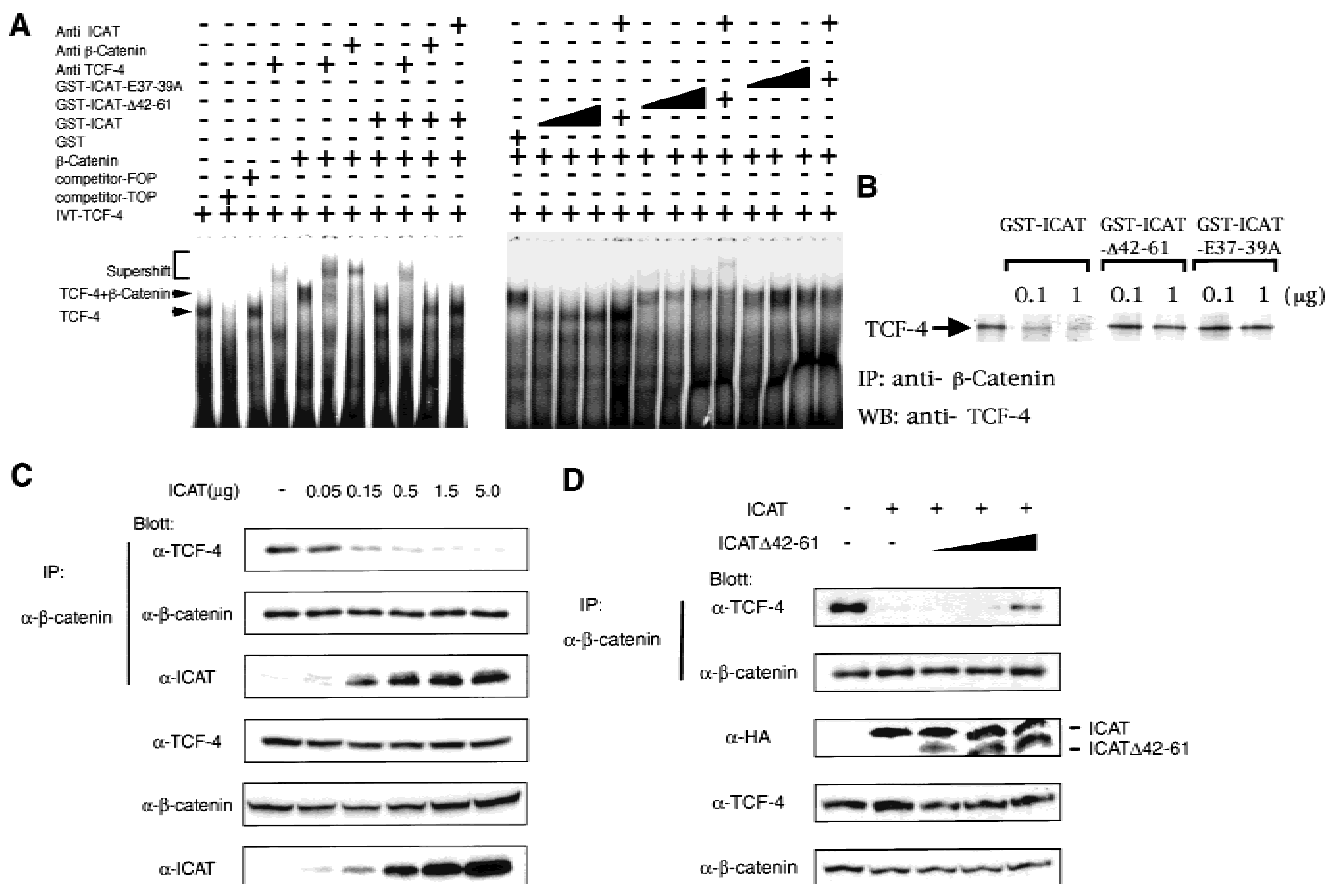 A
Anti ICAT - - - - - - - - - - + - - - - + - - - + - - - +
Anti β-Catenin - - - - - - + - - + - - - - - - - - - - - - - -
Anti TCF-4 - - - + - + - - + - - - - - - - - - - - - - - -
GST-ICAT-E37-39A - - - - - - - - - - - - - - - - - - - - +
GST-ICAT-Δ42-61 - - - - - - - - - - - - - - - - + - - - -
GST-ICAT - - - - - - - + + + + - + - - - - - - - -
GST - - - - - - - - - - - + - - - - - - - - - - - -
β-Catenin - - - - + + + + + + + + + + + + + + + + + + + +
competitor-FOP - - + - - - - - - - - - - - - - - - - - - - - -
competitor-TOP - + - - - - - - - - - - - - - - - - - - - - - -
IVT-TCF-4 + + + + + + + + + + + + + + + + + + + + + + + +
Supershift
TCF-4+β-Catenin
TCF-4
B
GST-ICAT GST-ICAT GST-ICAT
-Δ42-61 -E37-39A
0.1 1 0.1 1 0.1 1 (μg)
TCF-4
IP: anti- β-Catenin
WB: anti- TCF-4
C
ICAT(μg) - 0.05 0.15 0.5 1.5 5.0
Blott:
α-TCF-4
IP:
α-β-catenin
α-β-catenin
α-ICAT
α-TCF-4
α-β-catenin
α-ICAT
D
ICAT - + + + +
ICATΔ42-61 - -
Blott:
α-TCF-4
IP:
α-β-catenin
α-β-catenin
α-HA
- ICAT
- ICATΔ42-61
α-TCF-4
α-β-catenin